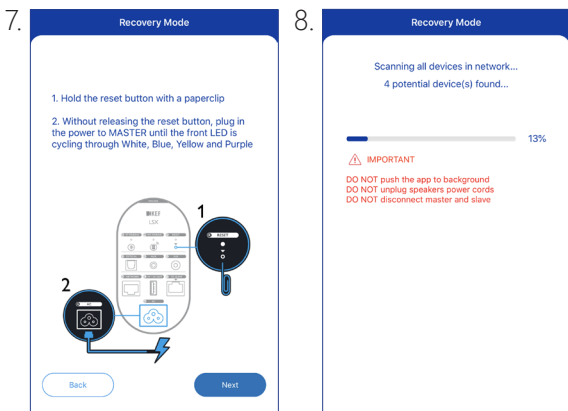 7.
Recovery Mode
1. Hold the reset button with a paperclip
2. Without releasing the reset button, plug in
the power to MASTER until the front LED is
cycling through White, Blue, Yellow and Purple
KEF
LSX
1
RESET
2
Back
Next
8.
Recovery Mode
Scanning all devices in network...
4 potential device(s) found...
13%
IMPORTANT
DO NOT push the app to background
DO NOT unplug speakers power cords
DO NOT disconnect master and slave